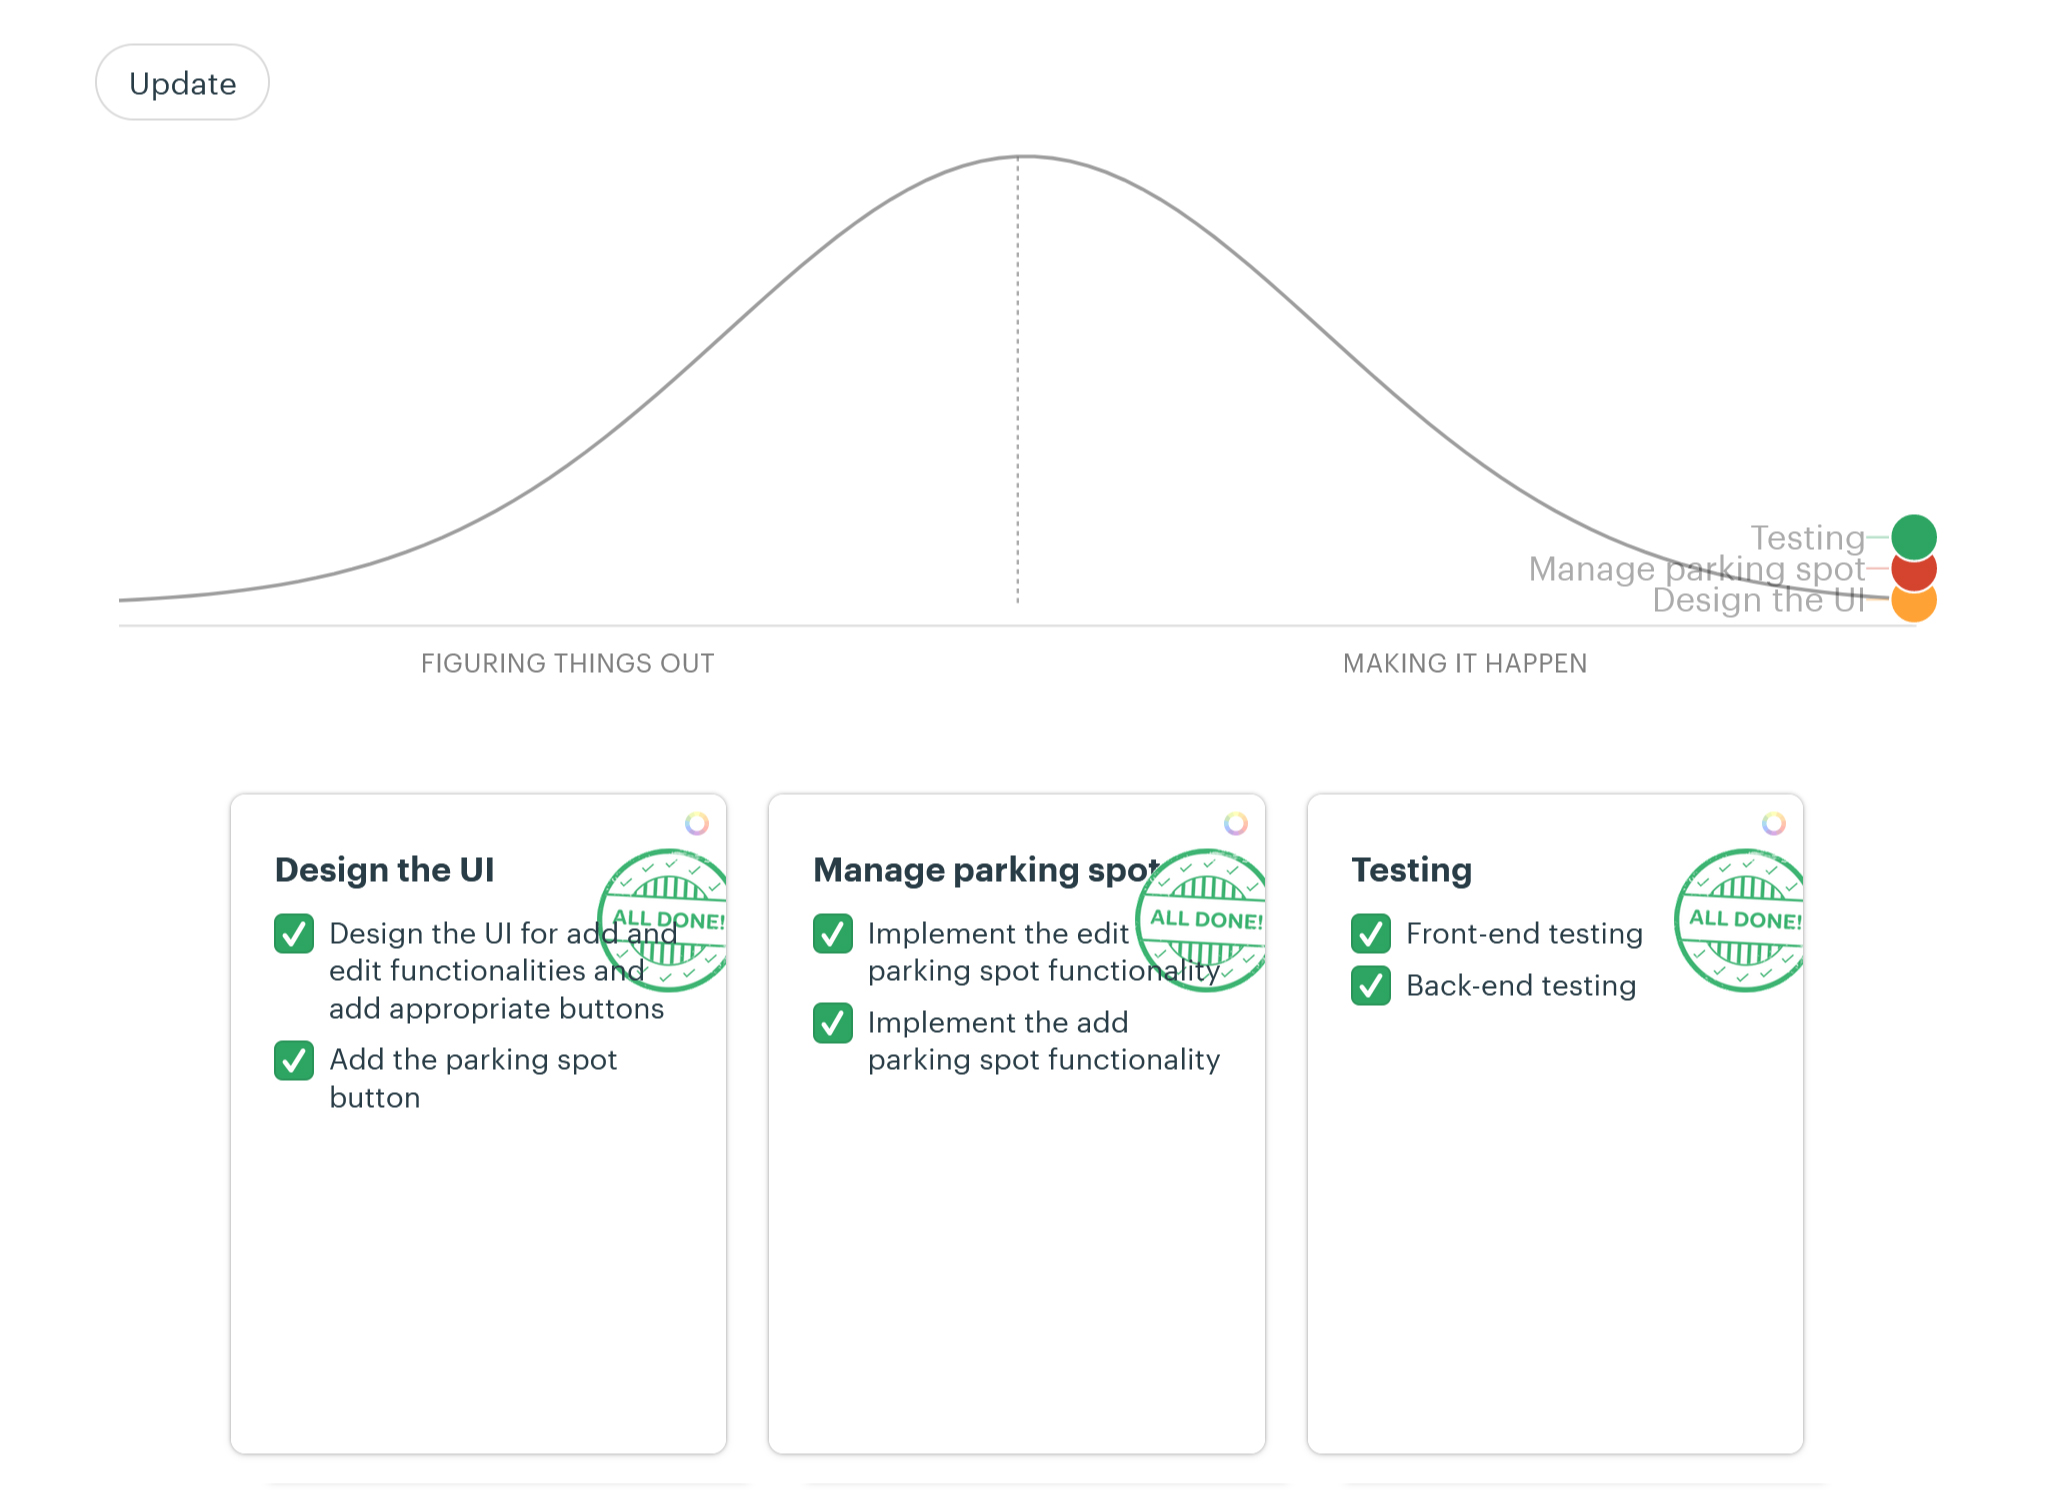 Update
Testing
Manage parking spot
Design the UI
FIGURING THINGS OUT
MAKING IT HAPPEN
Design the UI
ALL DONE!
Design the UI for add and
edit functionalities and
add appropriate buttons
Add the parking spot
button
Manage parking spot
ALL DONE!
Implement the edit
parking spot functionality
Implement the add
parking spot functionality
Testing
ALL DONE!
Front-end testing
Back-end testing